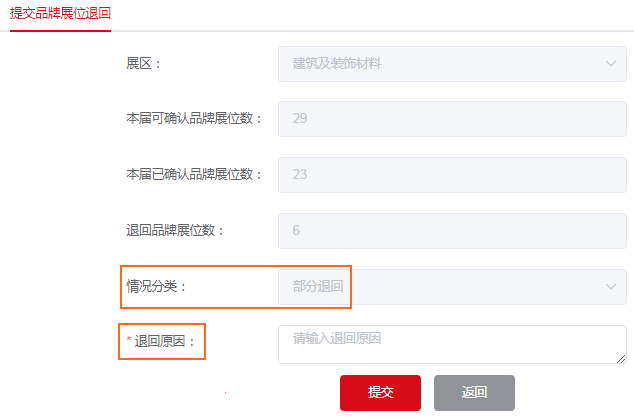 提交品牌展位退回
展区： 建筑及装饰材料
本届可确认品牌展位数： 29
本届已确认品牌展位数： 23
退回品牌展位数： 6
情况分类： 部分退回
* 退回原因： 请输入退回原因
提交 返回